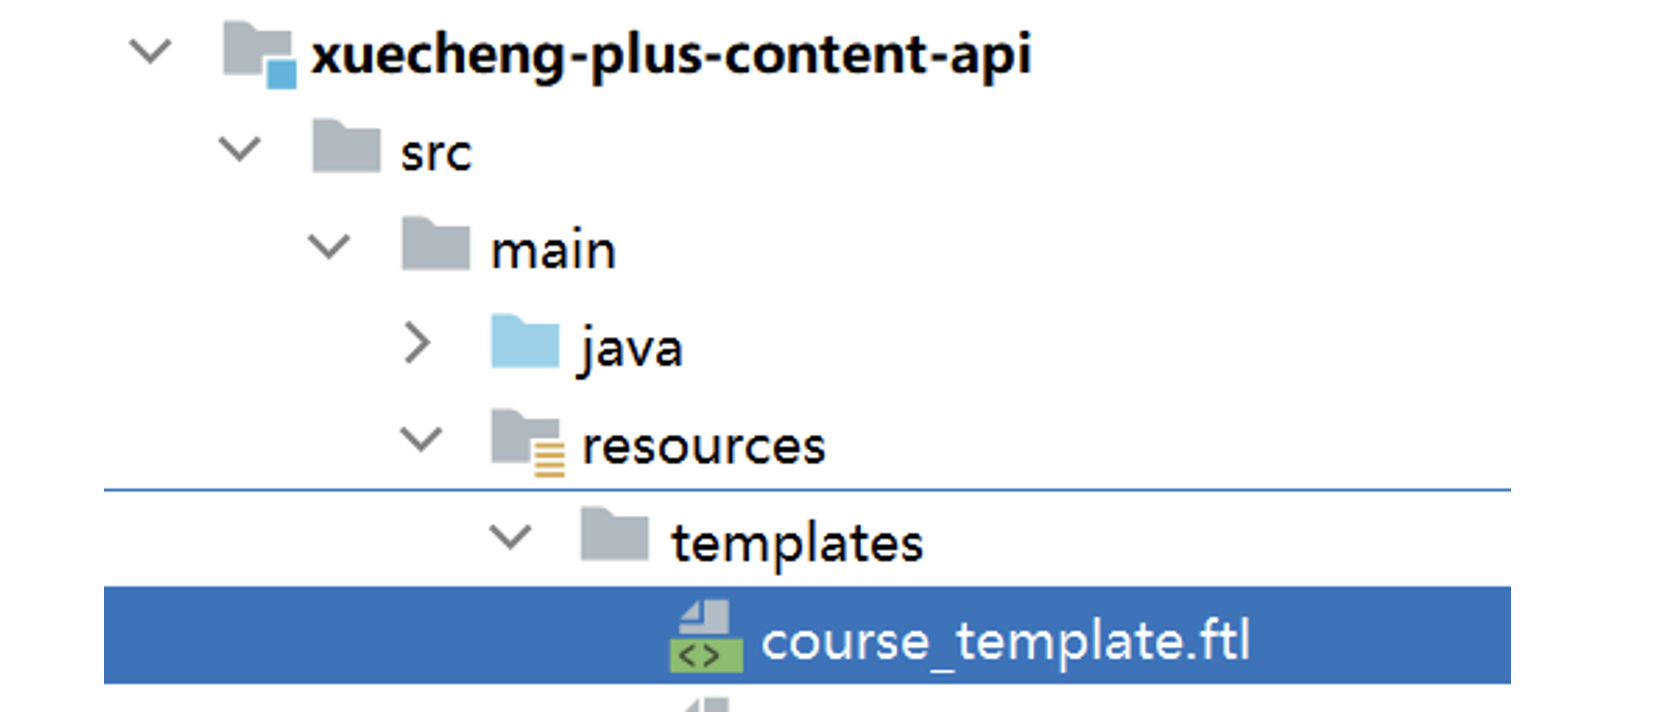 xuecheng-plus-content-api
src
main
java
resources
templates
course_template.ftl